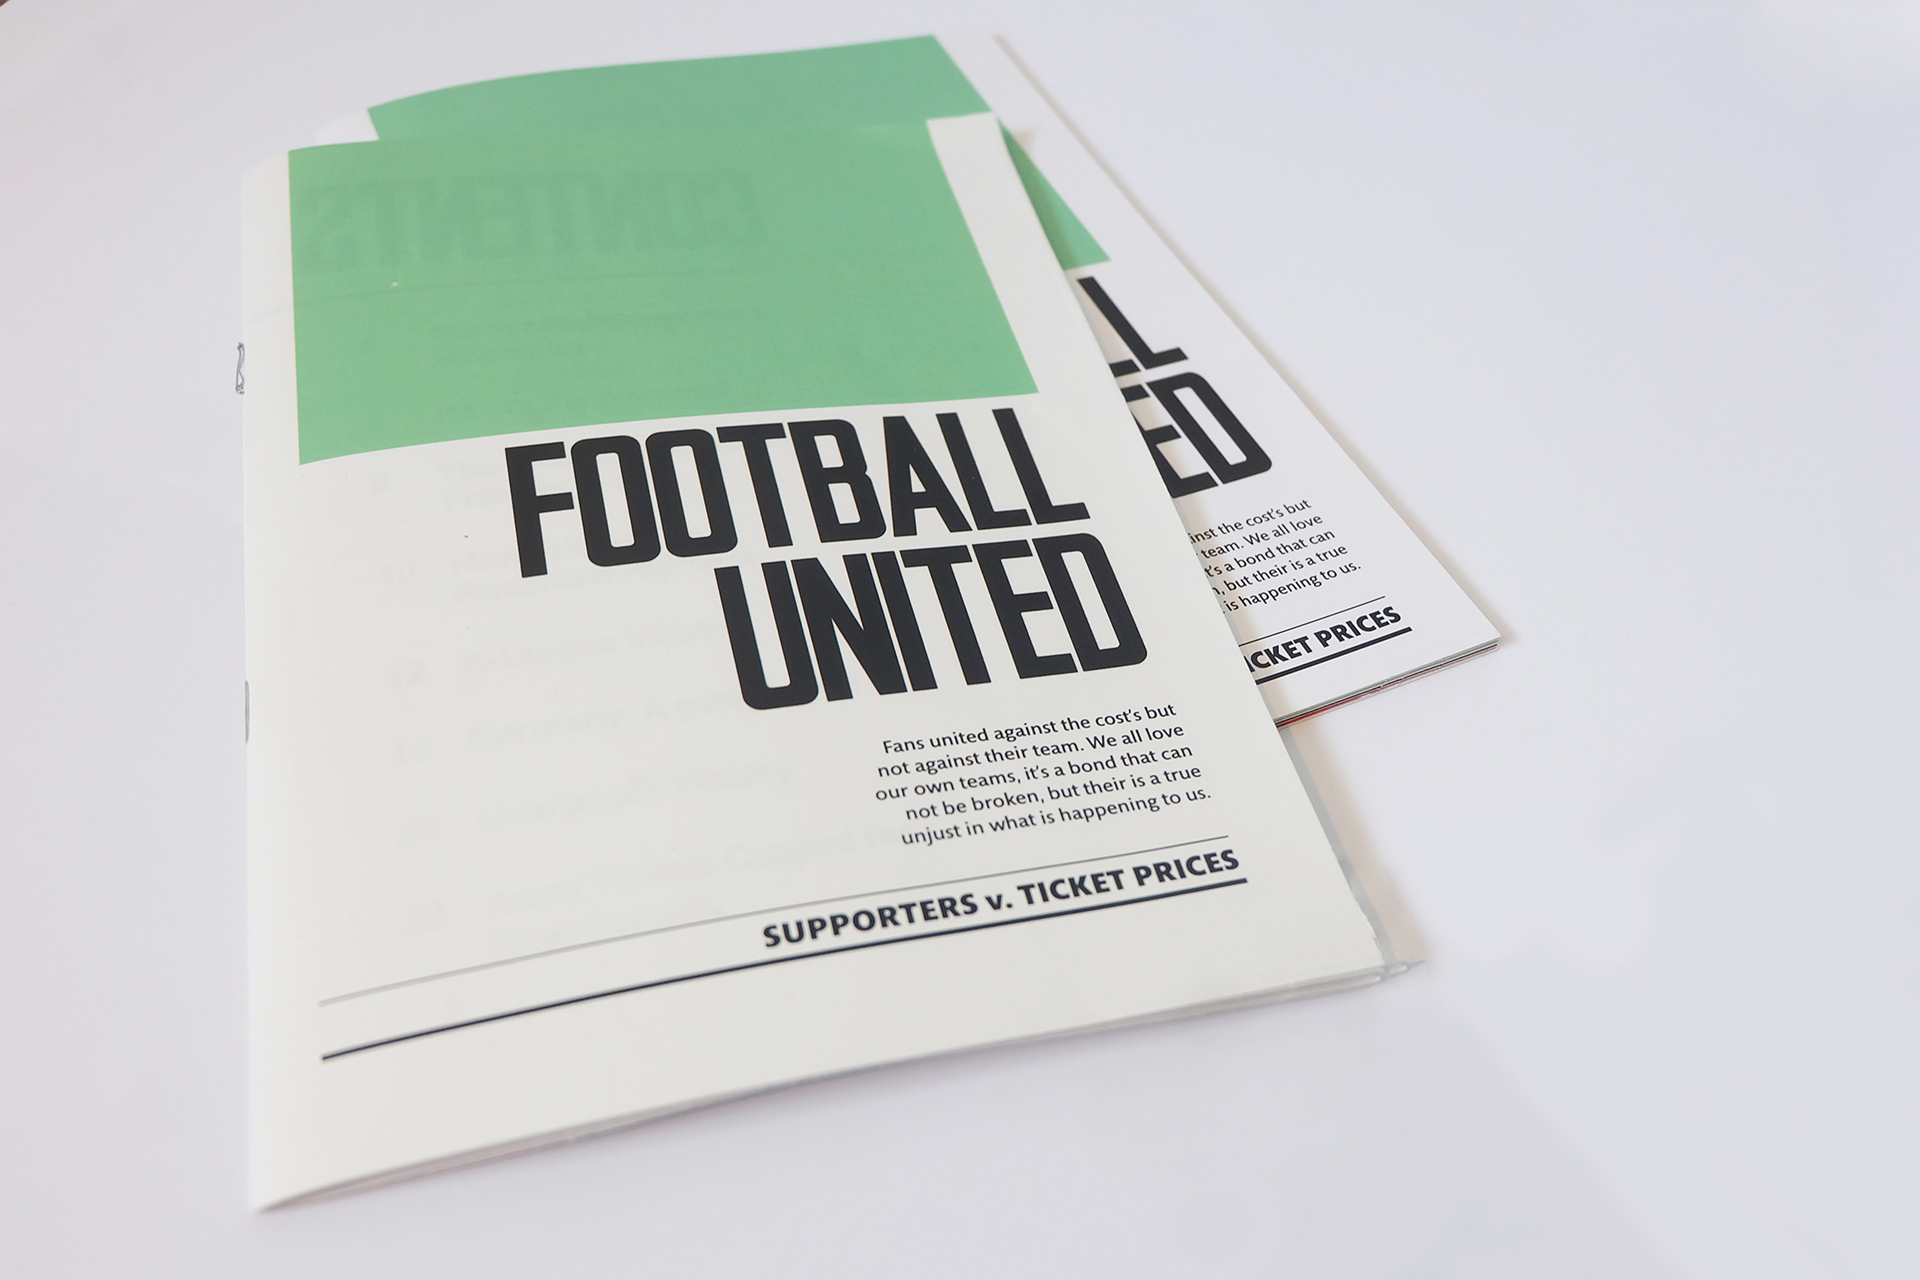 CONTENTS
FOOTBALL
UNITED
Fans united against the cost's but
not against their team. We all love
our own teams, it's a bond that can
not be broken, but their is a true
unjust in what is happening to us.
SUPPORTERS v. TICKET PRICES
LL
ED
the cost's but
team. We all love
it's a bond that can
but their is a true
is happening to us.
TICKET PRICES